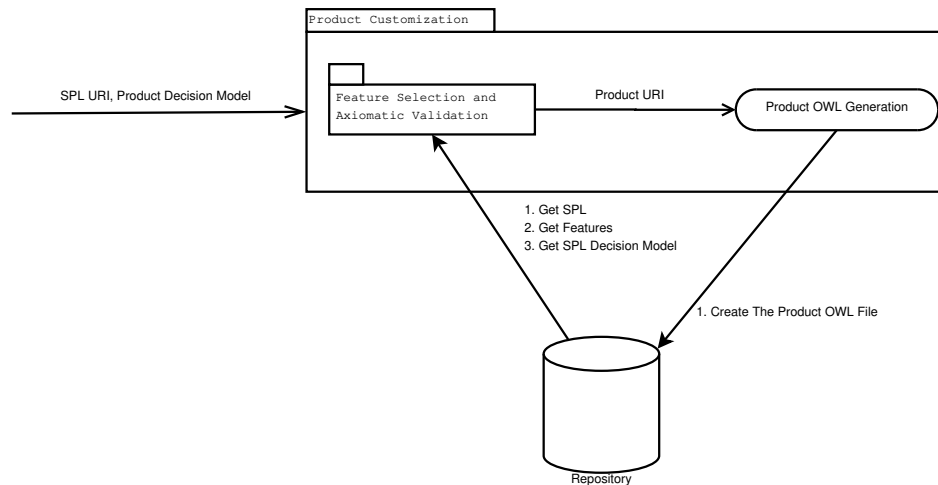 Product Customization
SPL URI, Product Decision Model
Feature Selection and
Axiomatic Validation
Product URI
Product OWL Generation
1. Get SPL
2. Get Features
3. Get SPL Decision Model
1. Create The Product OWL File
Repository